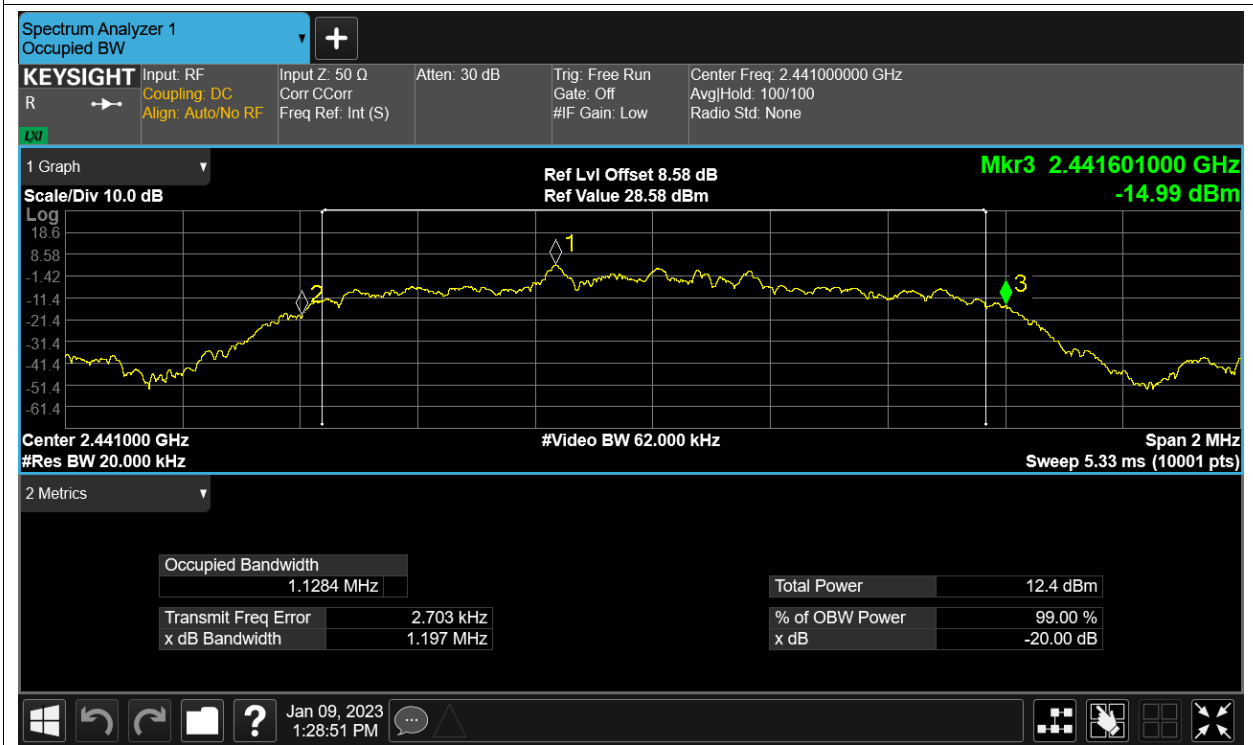 Spectrum Analyzer 1
Occupied BW
KEYSIGHT
R
LXI
Input: RF
Coupling: DC
Align: Auto/No RF
Input Z: 50 Ω
Corr CCorr
Freq Ref: Int (S)
Atten: 30 dB
Trig: Free Run
Gate: Off
#IF Gain: Low
Center Freq: 2.441000000 GHz
Avg|Hold: 100/100
Radio Std: None
1 Graph
Scale/Div 10.0 dB
Ref Lvl Offset 8.58 dB
Ref Value 28.58 dBm
Mkr3 2.441601000 GHz
-14.99 dBm
Log
18.6
8.58
-1.42
-11.4
-21.4
-31.4
-41.4
-51.4
-61.4
1
2
3
Center 2.441000 GHz
#Res BW 20.000 kHz
#Video BW 62.000 kHz
Span 2 MHz
Sweep 5.33 ms (10001 pts)
2 Metrics
Occupied Bandwidth
1.1284 MHz
Transmit Freq Error 2.703 kHz
x dB Bandwidth 1.197 MHz
Total Power 12.4 dBm
% of OBW Power 99.00 %
x dB -20.00 dB
?
Jan 09, 2023
1:28:51 PM